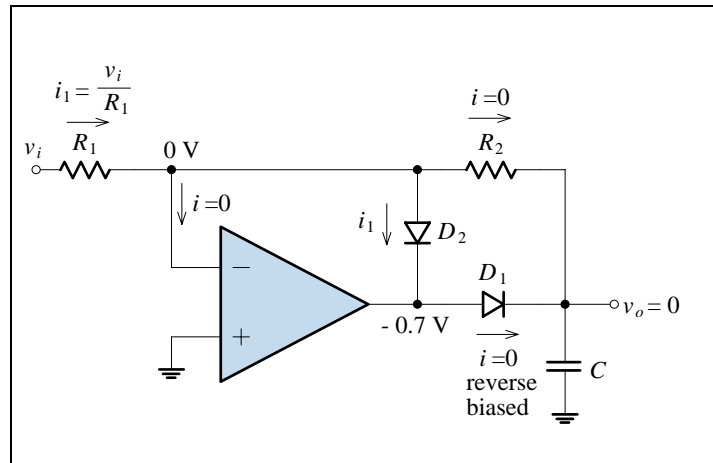 i₁ = vᵢ / R₁
i =0
vᵢ
R₁
0 V
R₂
i =0
i₁
D₂
−
+
D₁
- 0.7 V
vₒ = 0
i =0
reverse
biased
C